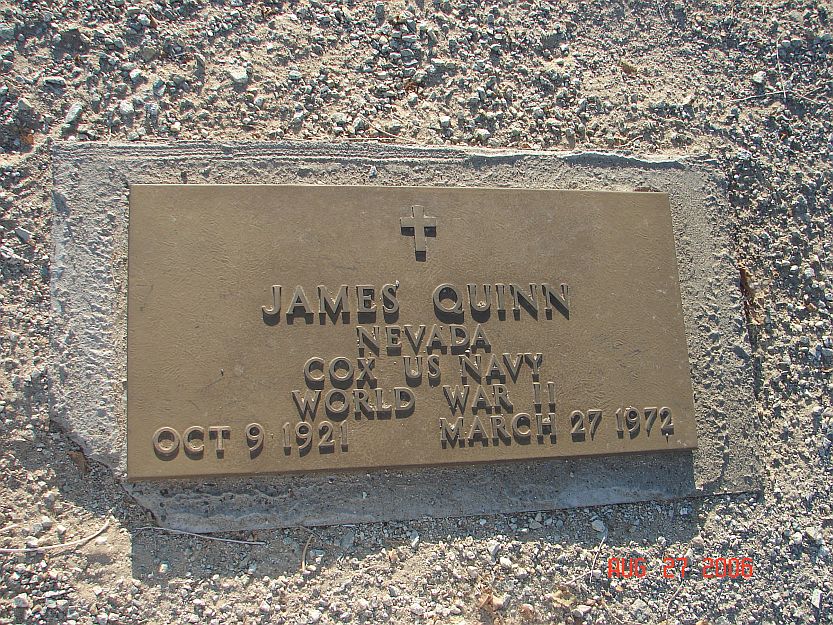 JAMES QUINN
NEVADA
COX US NAVY
WORLD WAR II
OCT 9 1921 MARCH 27 1972
AUG 27 2006